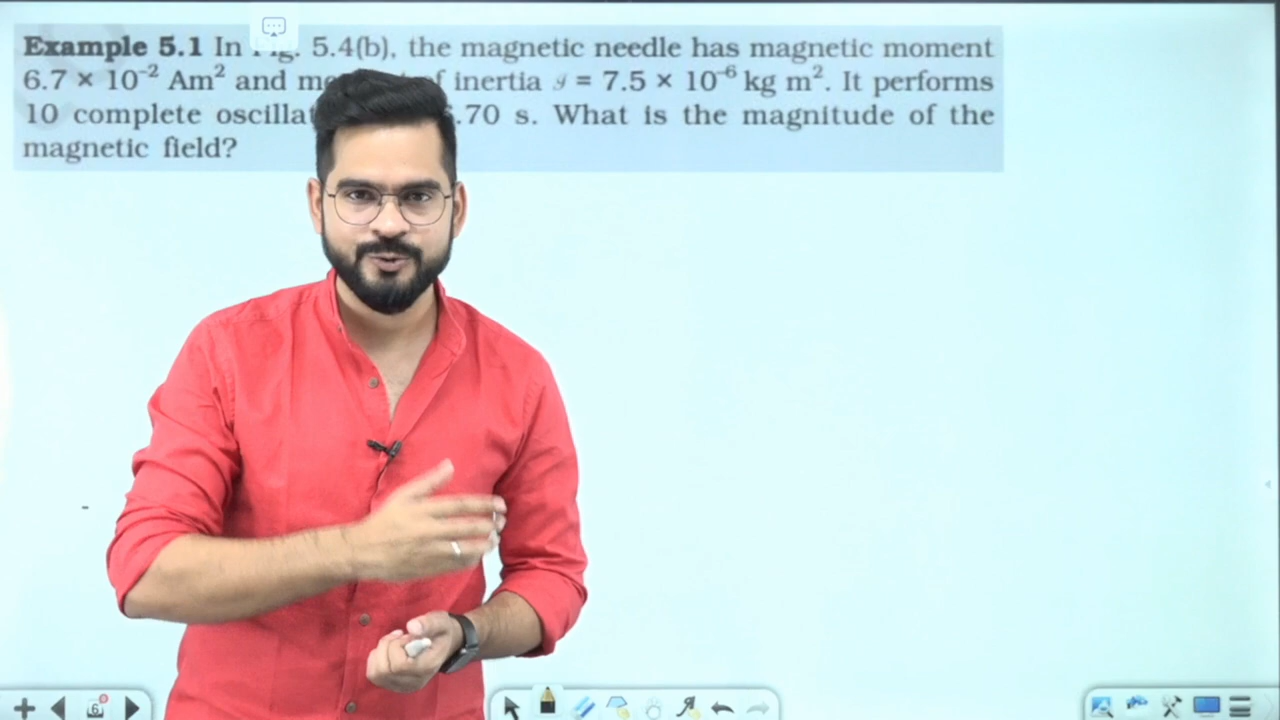 Example 5.1 In 5.4(b), the magnetic needle has magnetic moment
6.7 × 10⁻² Am² and of inertia 𝓘 = 7.5 × 10⁻⁶ kg m². It performs
10 complete .70 s. What is the magnitude of the
magnetic field?
6